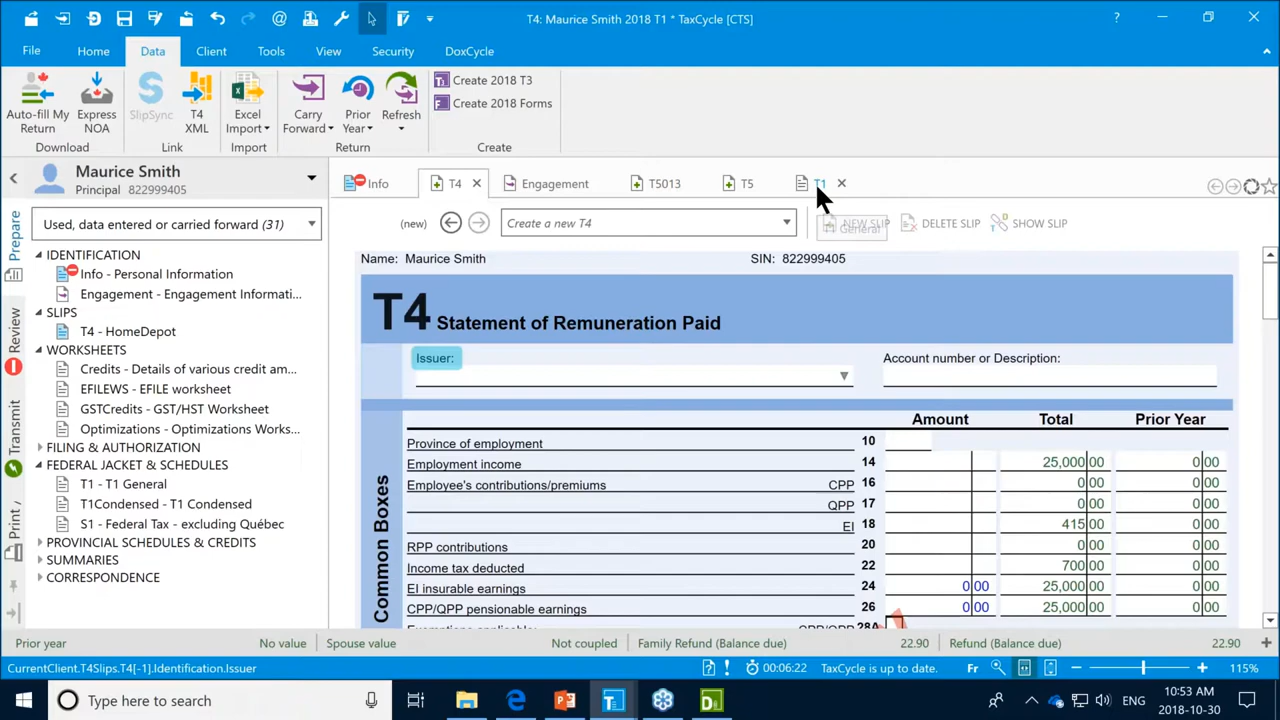 T4: Maurice Smith 2018 T1 * TaxCycle [CTS]
File Home Data Client Tools View Security DoxCycle
Auto-fill My Return
Express NOA
SlipSync
T4 XML
Excel Import
Carry Forward
Prior Year
Refresh
Create 2018 T3
Create 2018 Forms
Download Link Import Return Create
Maurice Smith
Principal 822999405
Used, data entered or carried forward (31)
Prepare
Review
Transmit
Print
IDENTIFICATION
Info - Personal Information
Engagement - Engagement Informati...
SLIPS
T4 - HomeDepot
WORKSHEETS
Credits - Details of various credit am...
EFILEWS - EFILE worksheet
GSTCredits - GST/HST Worksheet
Optimizations - Optimizations Works...
FILING & AUTHORIZATION
FEDERAL JACKET & SCHEDULES
T1 - T1 General
T1Condensed - T1 Condensed
S1 - Federal Tax - excluding Québec
PROVINCIAL SCHEDULES & CREDITS
SUMMARIES
CORRESPONDENCE
Info T4 Engagement T5013 T5 T1
(new) Create a new T4 NEW SLIP DELETE SLIP SHOW SLIP
General
Name: Maurice Smith SIN: 822999405
T4 Statement of Remuneration Paid
Issuer: Account number or Description:
Common Boxes
Amount Total Prior Year
Province of employment 10
Employment income 14 25,000 00 0 00
Employee's contributions/premiums CPP 16 0 00 0 00
QPP 17 0 00 0 00
EI 18 415 00 0 00
RPP contributions 20 0 00 0 00
Income tax deducted 22 700 00 0 00
EI insurable earnings 24 0 00 25,000 00 0 00
CPP/QPP pensionable earnings 26 0 00 25,000 00 0 00
Exemptions applicable: CPP/QPP 28A
Prior year No value Spouse value Not coupled Family Refund (Balance due) 22.90 Refund (Balance due) 22.90
CurrentClient.T4Slips.T4[-1].Identification.Issuer 00:06:22 TaxCycle is up to date. Fr 115%
Type here to search ENG 10:53 AM
2018-10-30